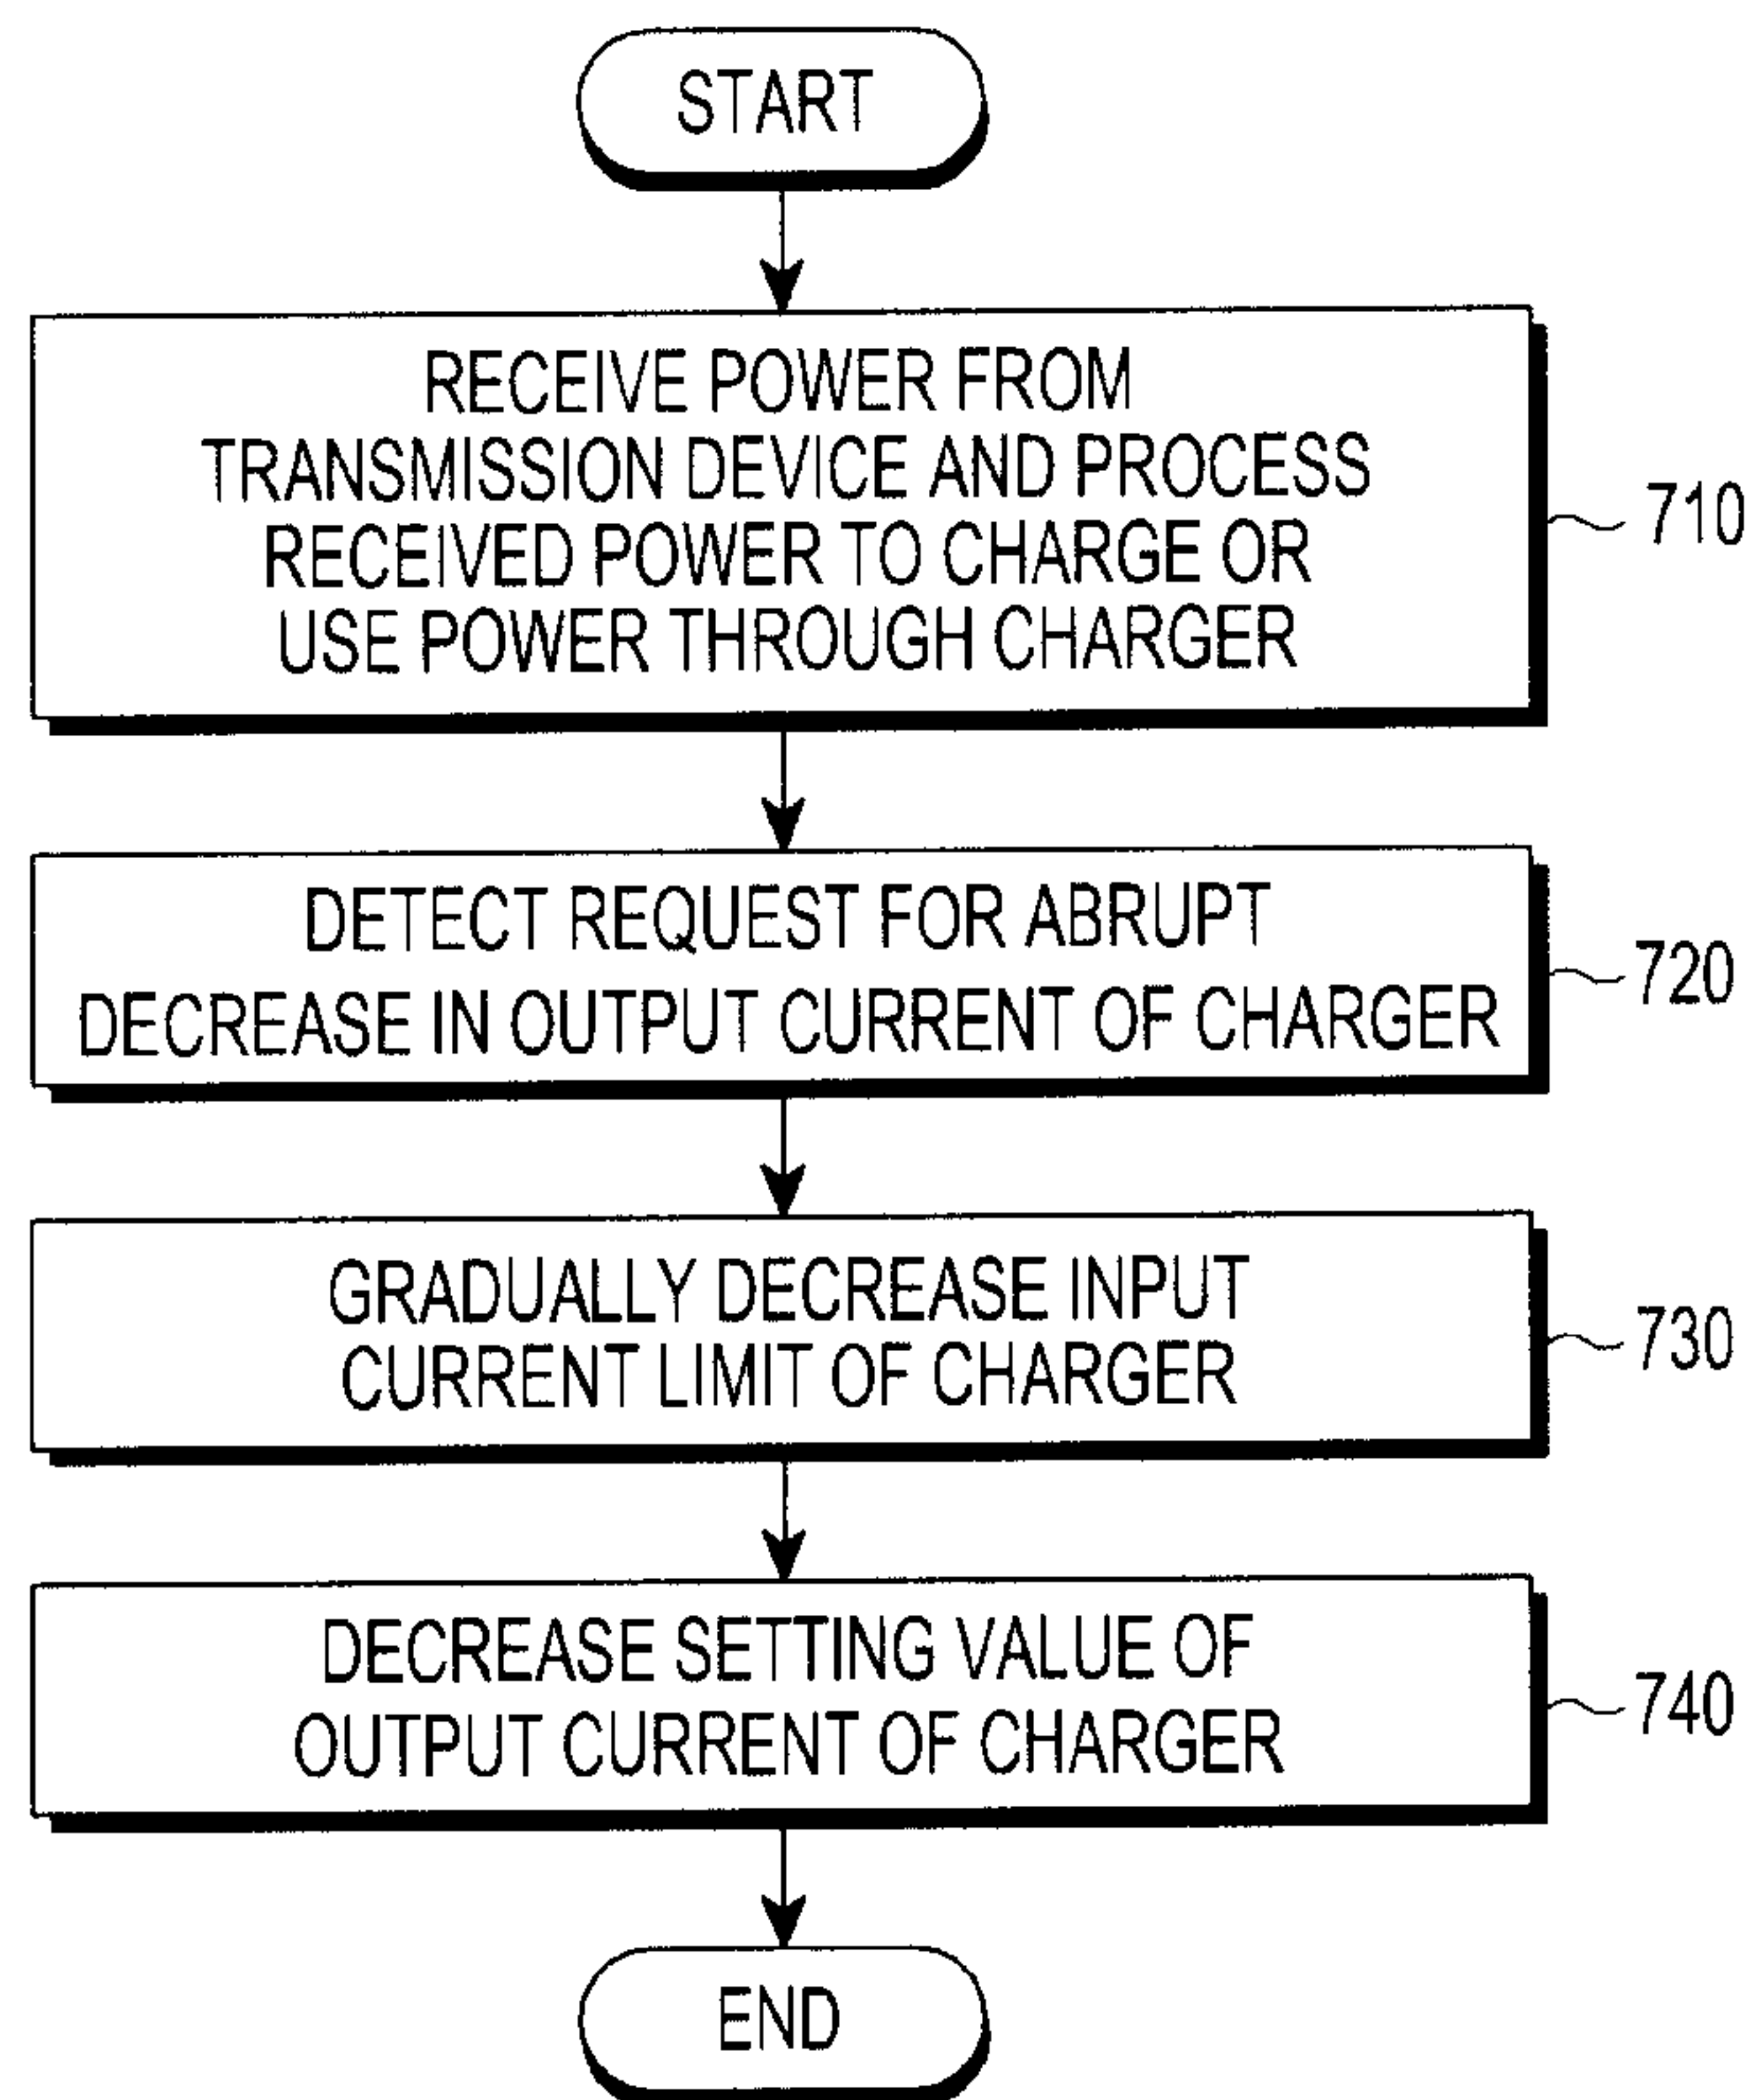 START
RECEIVE POWER FROM
TRANSMISSION DEVICE AND PROCESS
RECEIVED POWER TO CHARGE OR
USE POWER THROUGH CHARGER
710
DETECT REQUEST FOR ABRUPT
DECREASE IN OUTPUT CURRENT OF CHARGER
720
GRADUALLY DECREASE INPUT
CURRENT LIMIT OF CHARGER
730
DECREASE SETTING VALUE OF
OUTPUT CURRENT OF CHARGER
740
END